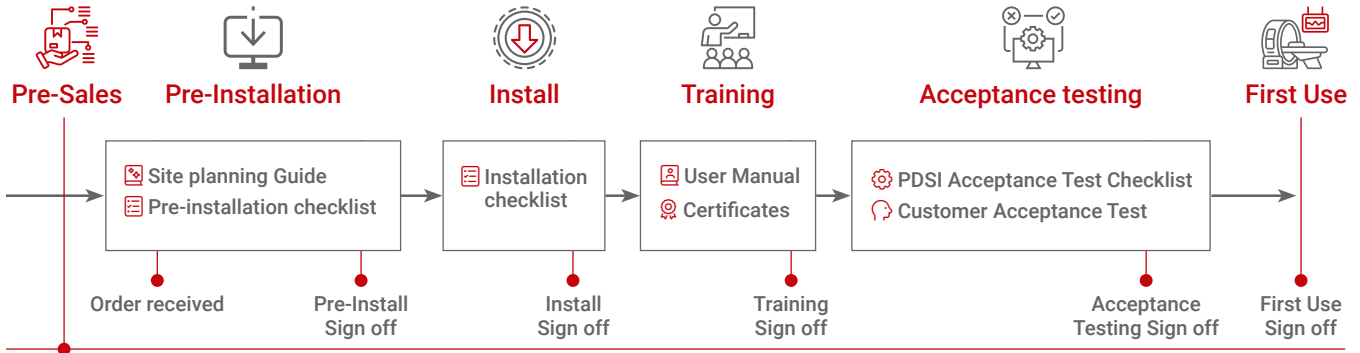 Pre-Sales
Pre-Installation
Install
Training
Acceptance testing
First Use
Site planning Guide
Pre-installation checklist
Installation
checklist
User Manual
Certificates
PDSI Acceptance Test Checklist
Customer Acceptance Test
Order received
Pre-Install
Sign off
Install
Sign off
Training
Sign off
Acceptance
Testing Sign off
First Use
Sign off